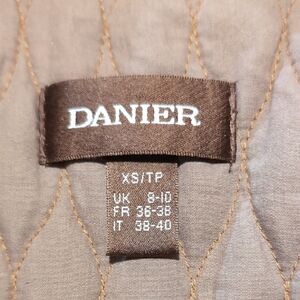 DANIER
XS/TP
UK 8-10
FR 36-38
IT 38-40